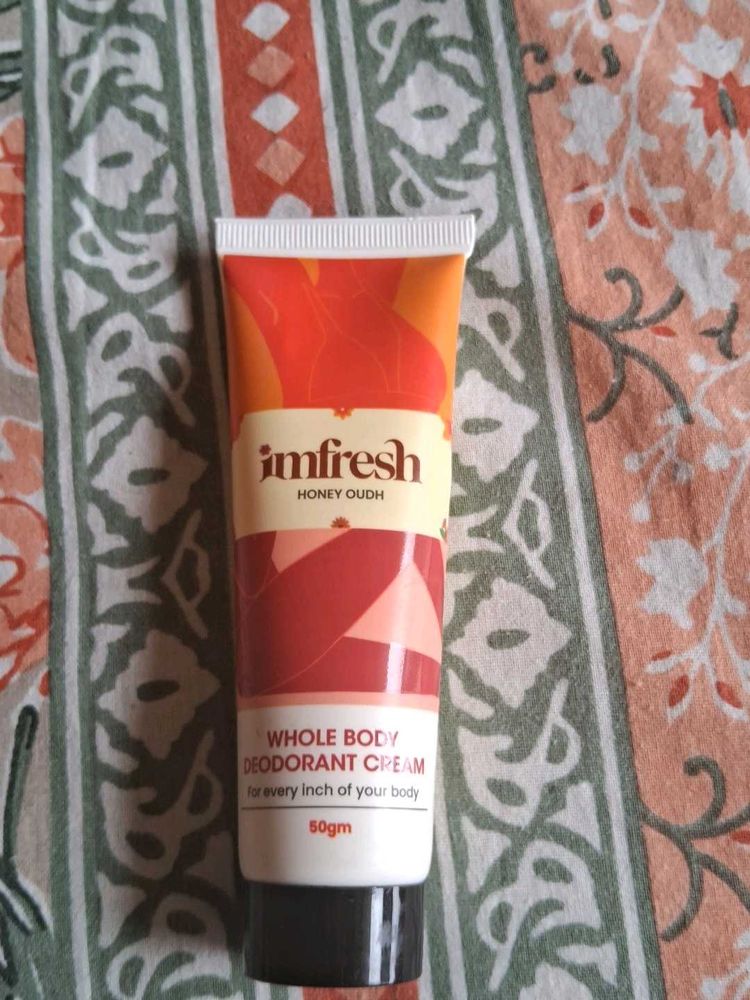 imfresh
HONEY OUDH
WHOLE BODY
DEODORANT CREAM
For every inch of your body
50gm